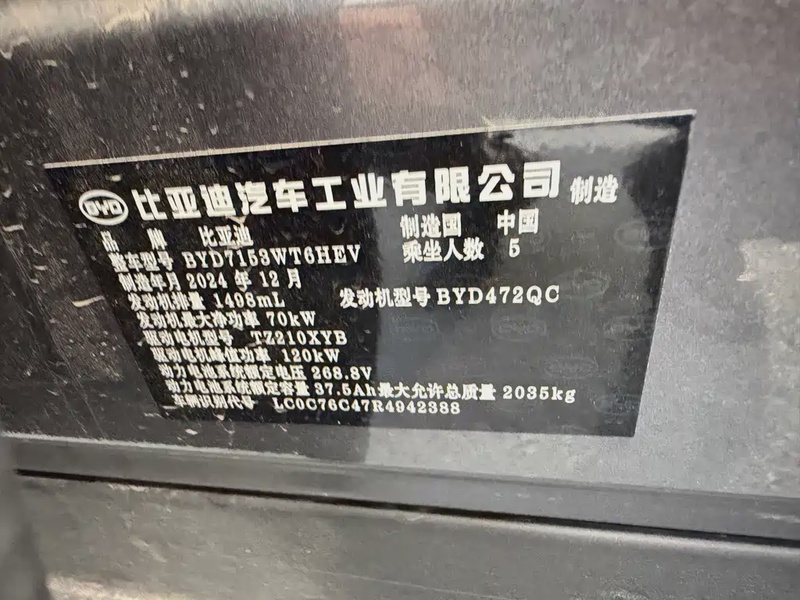 BYD 比亚迪汽车工业有限公司 制造
品 牌 比亚迪 制造国 中国
整车型号 BYD7153WT6HEV 乘坐人数 5
制造年月 2024 年 12 月
发动机排量 1498mL 发动机型号 BYD472QC
发动机最大净功率 70kW
驱动电机型号 TZ210XYB
驱动电机峰值功率 120kW
动力电池系统额定电压 268.8V
动力电池系统额定容量 37.5Ah 最大允许总质量 2035kg
车辆识别代号 LC0C76C47R4942388